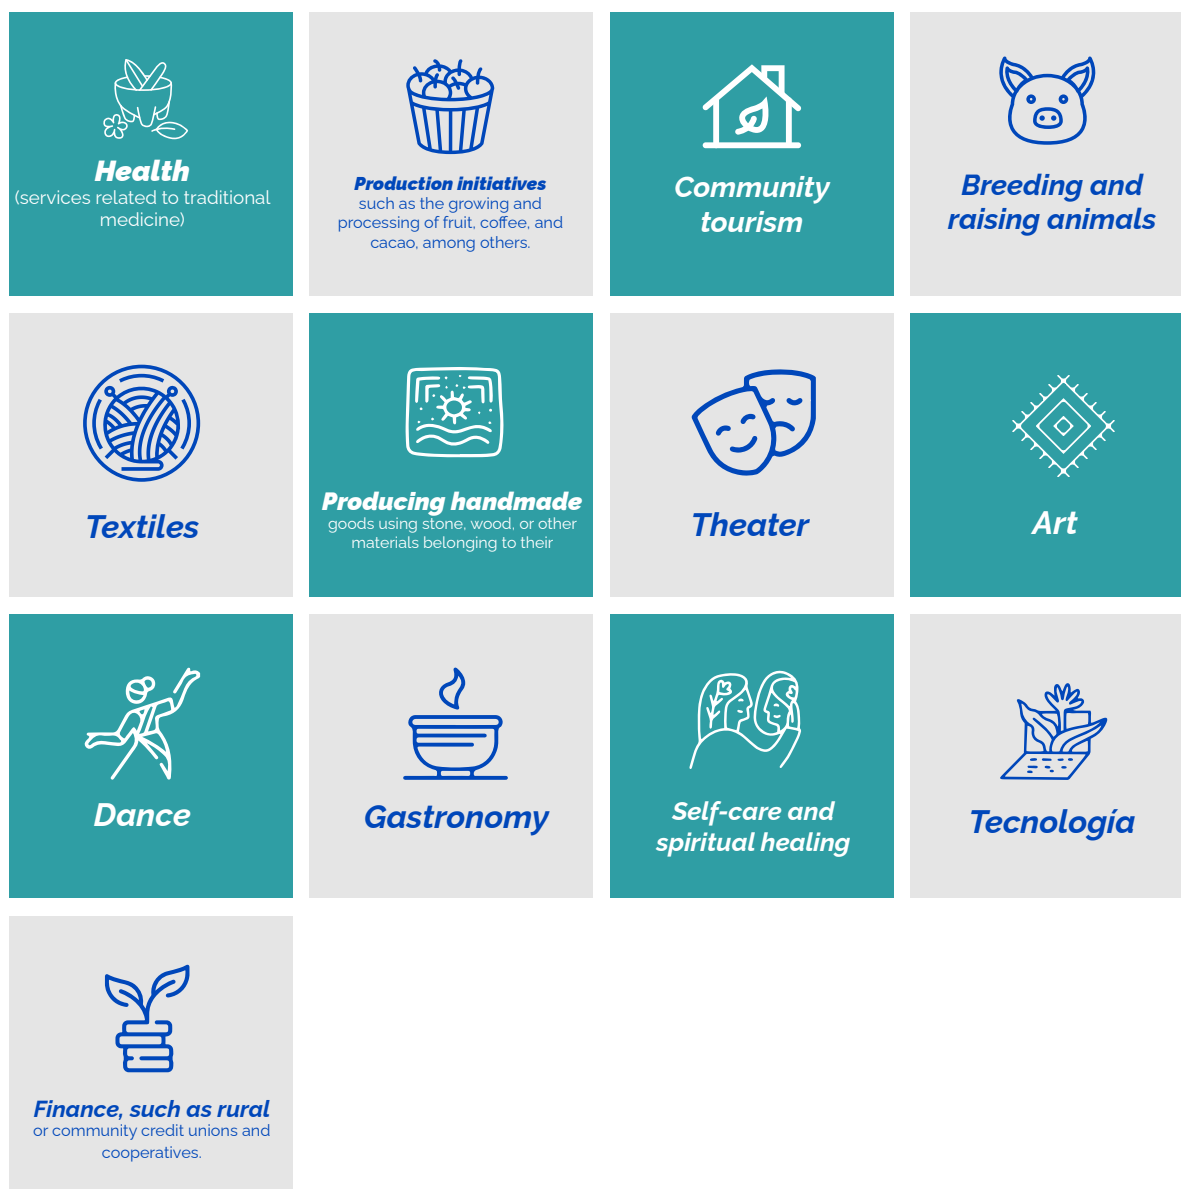 Health
(services related to traditional
medicine)
Production initiatives
such as the growing and
processing of fruit, coffee, and
cacao, among others.
Community
tourism
Breeding and
raising animals
Textiles
Producing handmade
goods using stone, wood, or other
materials belonging to their
Theater
Art
Dance
Gastronomy
Self-care and
spiritual healing
Tecnología
Finance, such as rural
or community credit unions and
cooperatives.